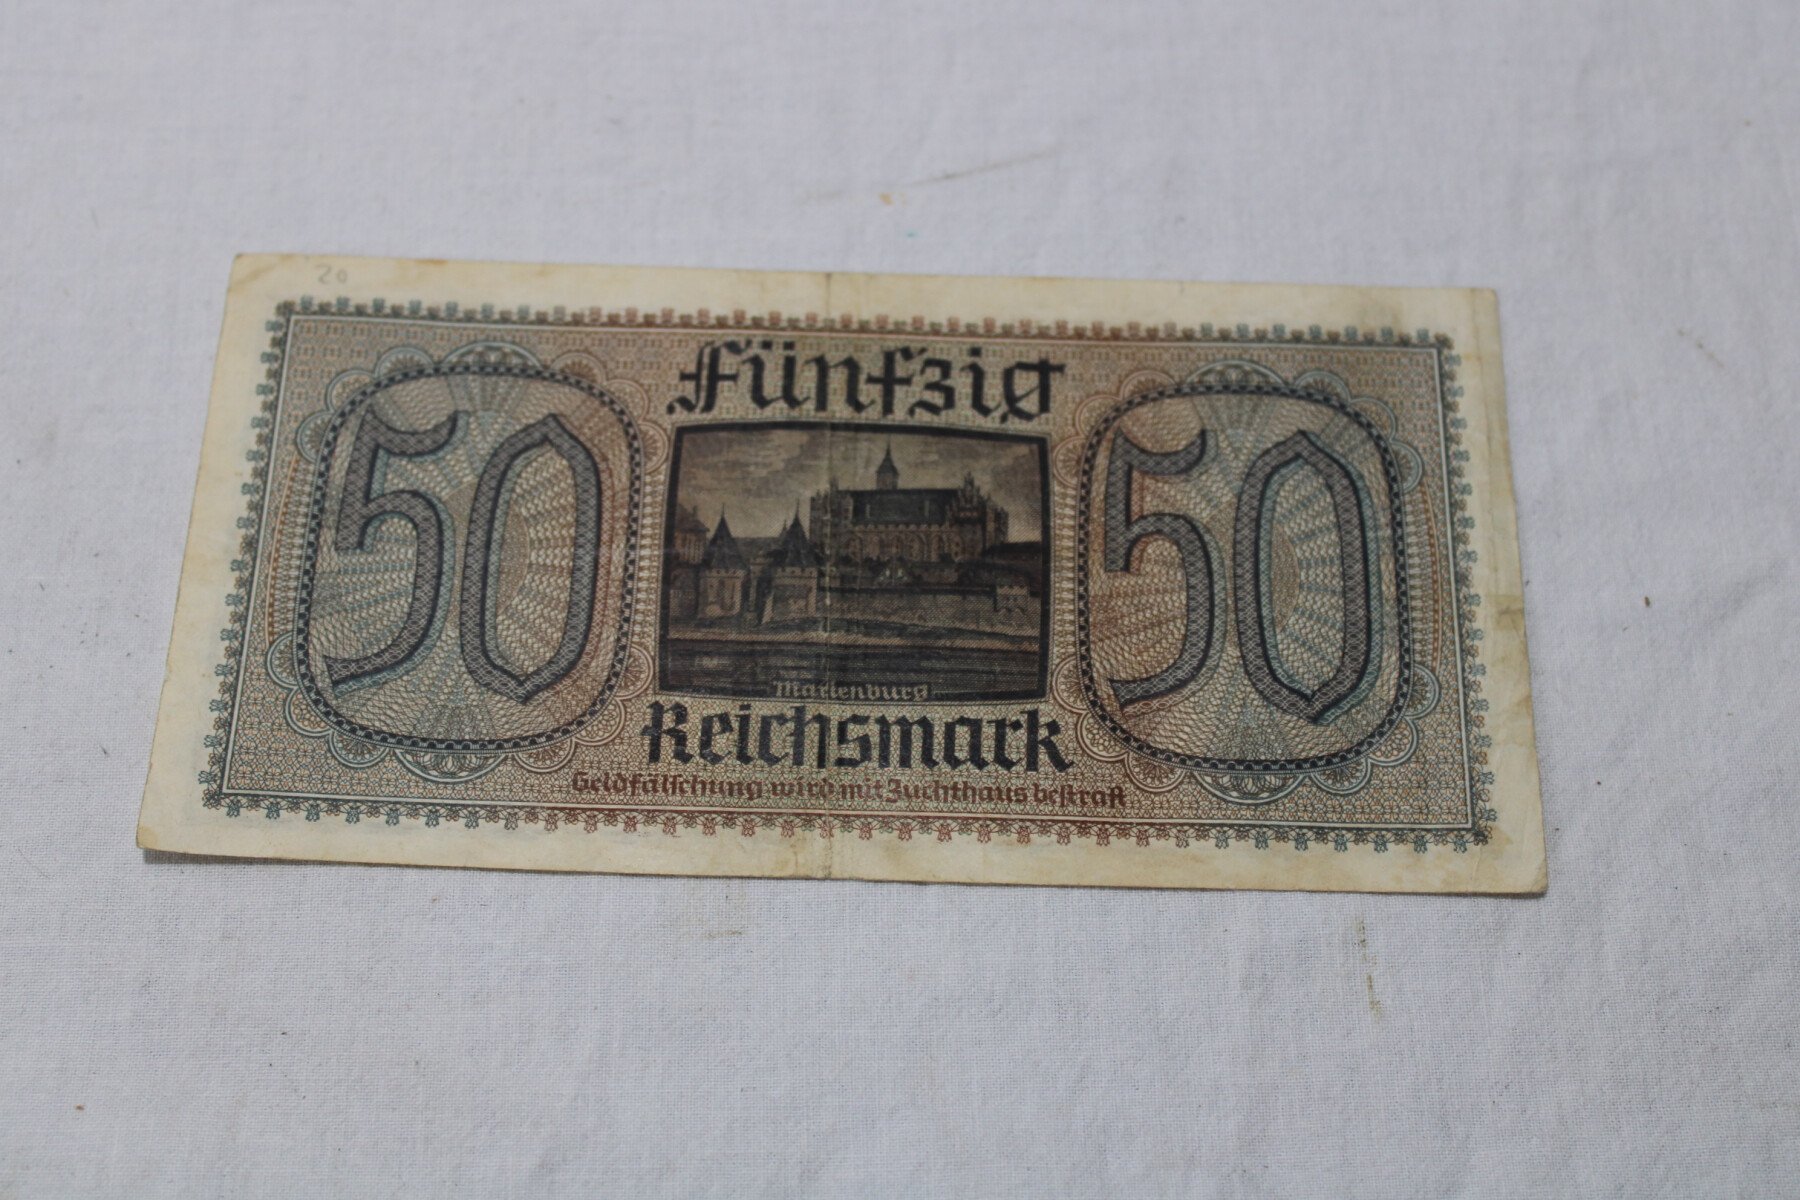 20
Fünfzig
50
50
Marienburg
Reichsmark
Geldfälschung wird mit Zuchthaus bestraft